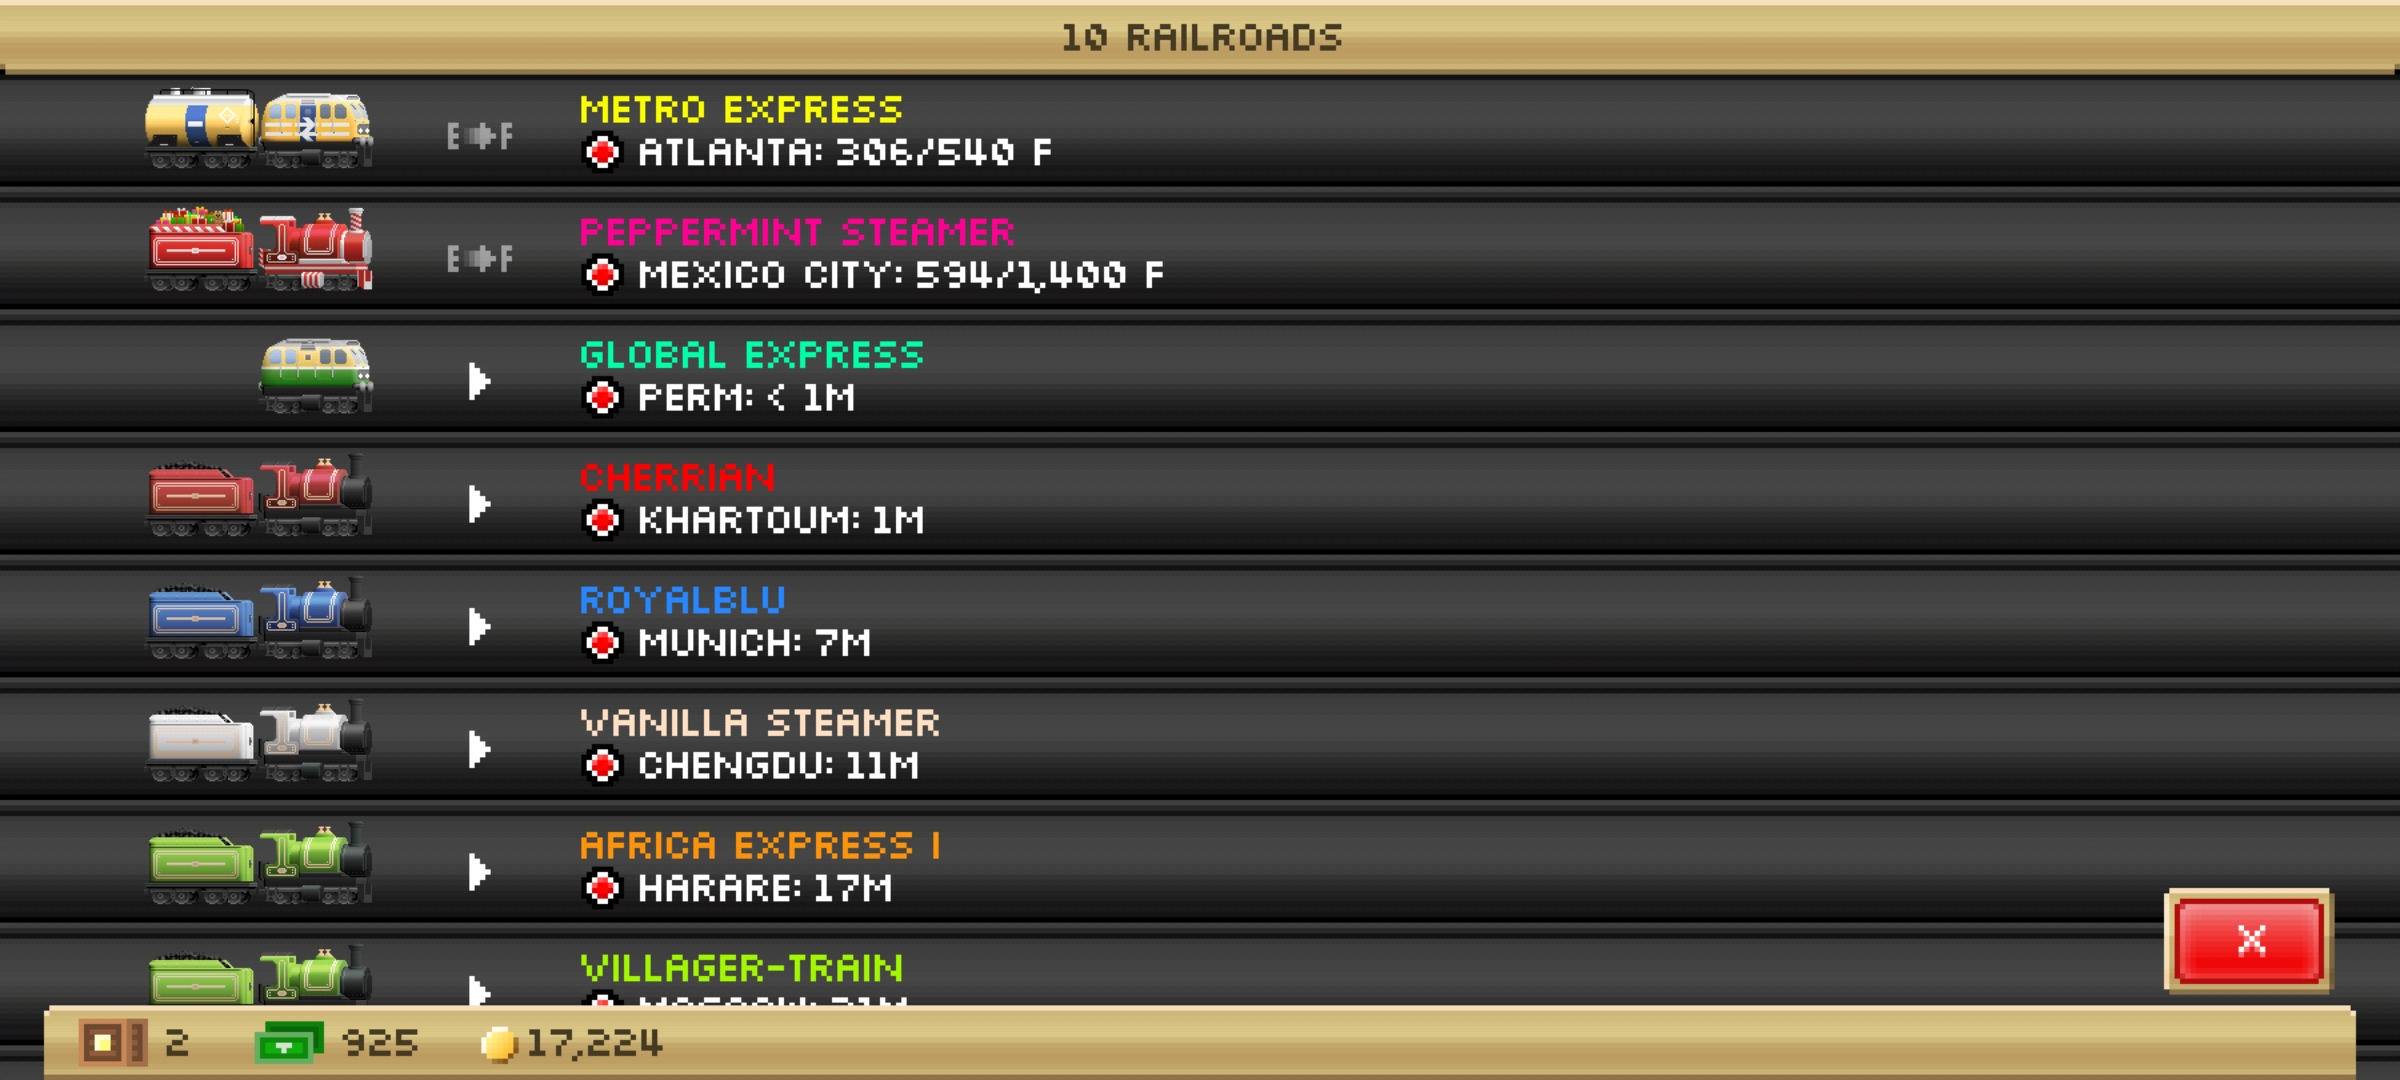 10 RAILROADS
METRO EXPRESS
E F
ATLANTA: 306/540 F
PEPPERMINT STEAMER
E F
MEXICO CITY: 594/1,400 F
GLOBAL EXPRESS
PERM: < 1M
CHERRIAN
KHARTOUM: 1M
ROYALBLU
MUNICH: 7M
VANILLA STEAMER
CHENGDU: 11M
AFRICA EXPRESS I
HARARE: 17M
X
VILLAGER-TRAIN
2 925 17,224